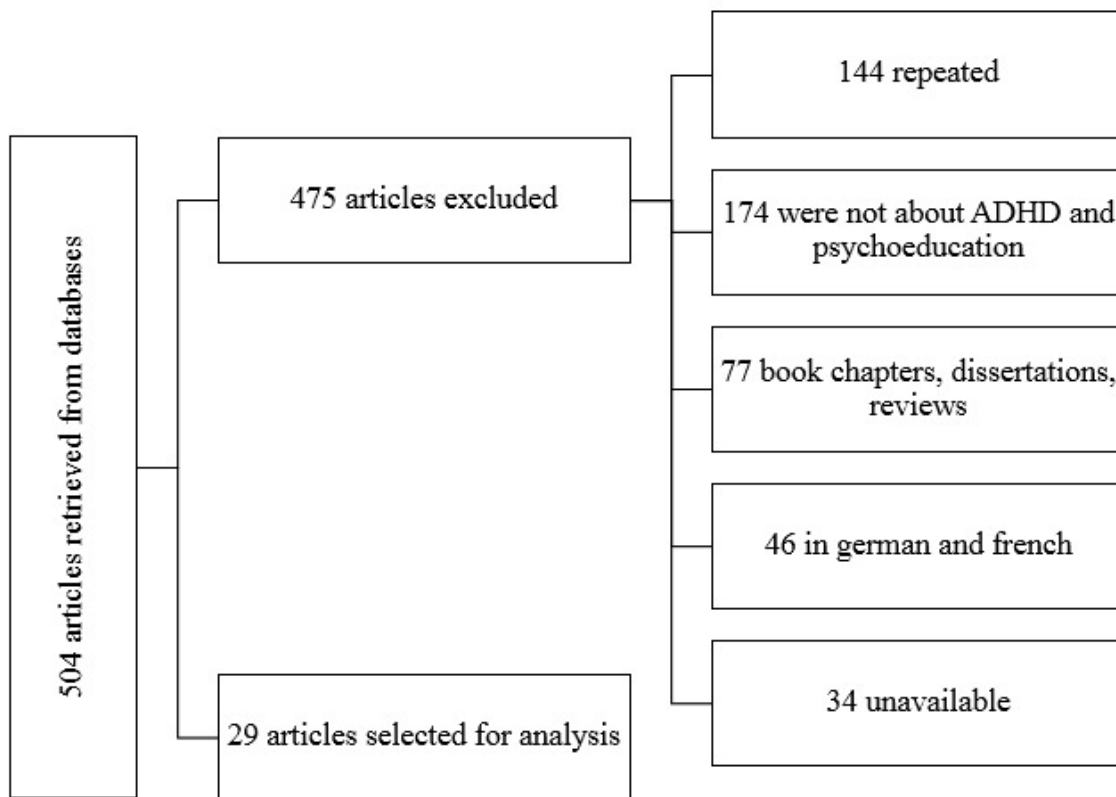 504 articles retrieved from databases
475 articles excluded
29 articles selected for analysis
144 repeated
174 were not about ADHD and
psychoeducation
77 book chapters, dissertations,
reviews
46 in german and french
34 unavailable